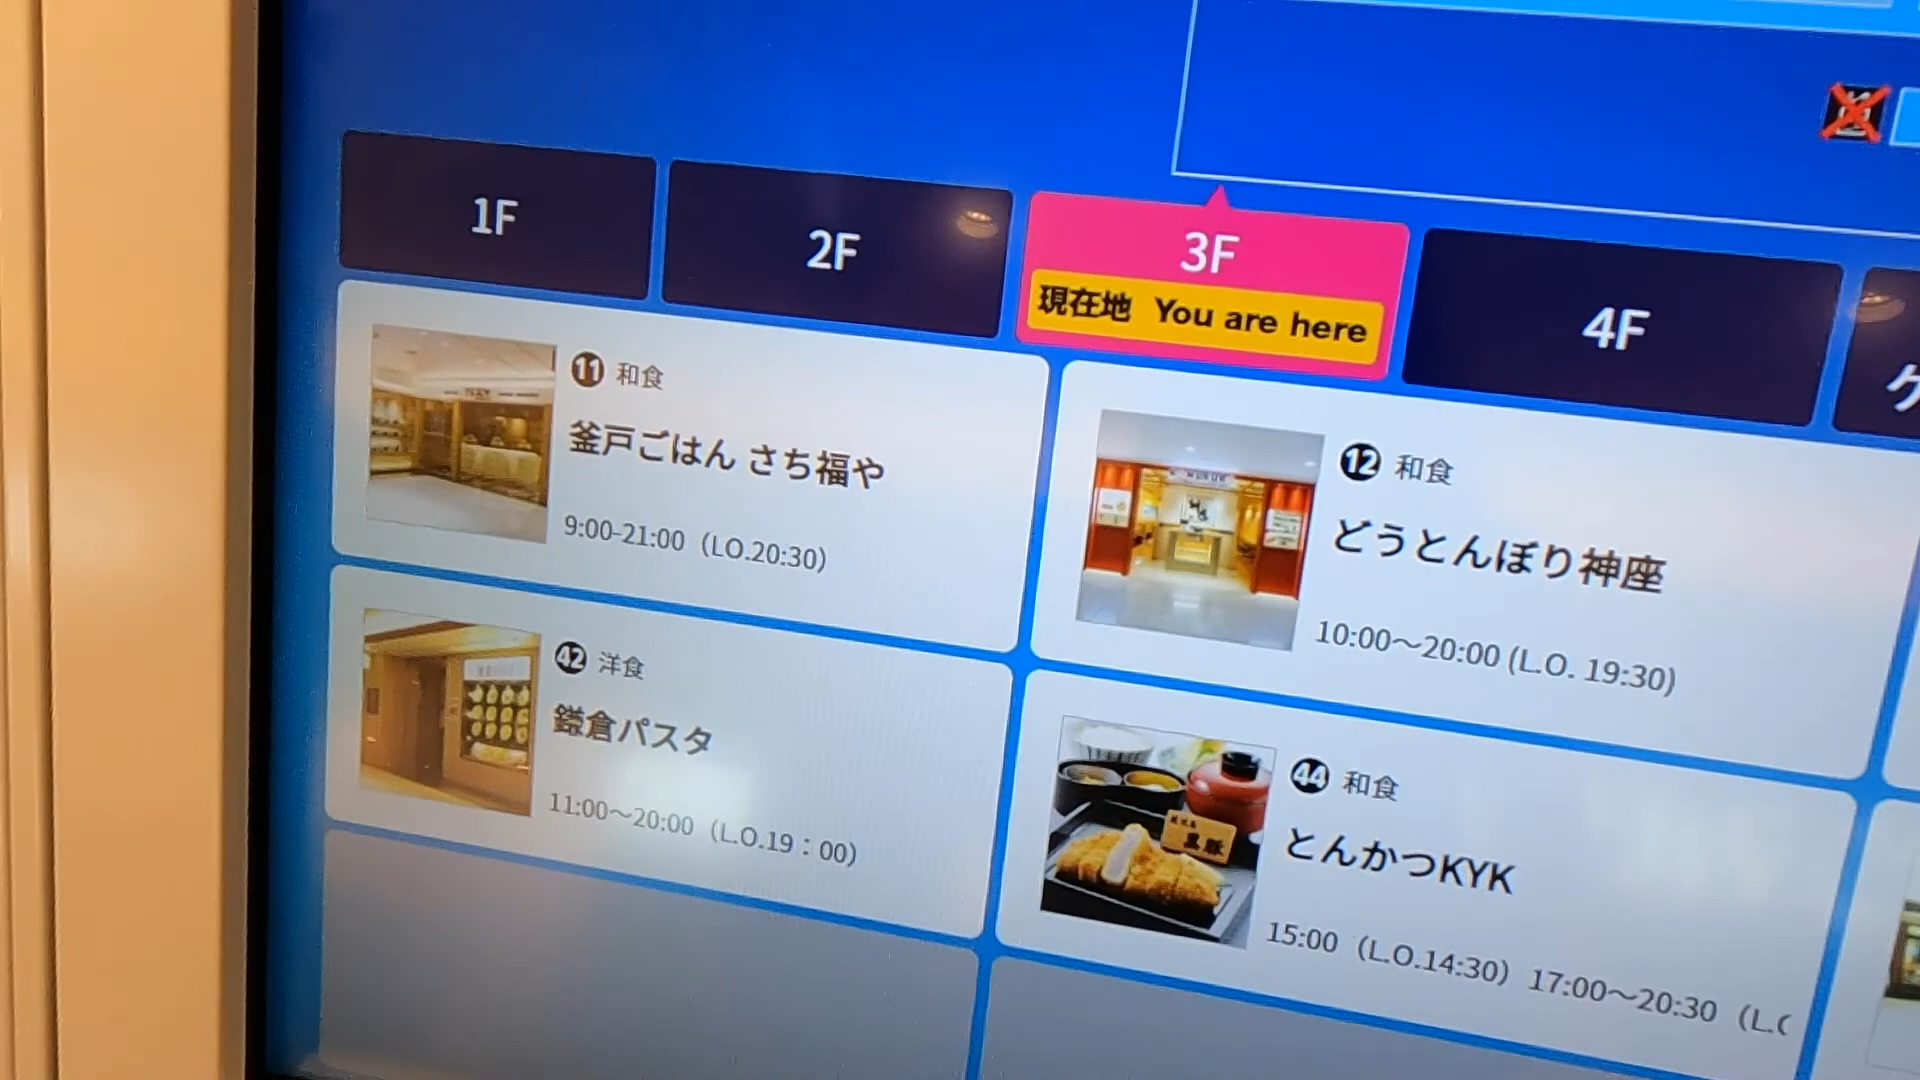 1F
2F
3F
現在地 You are here
4F
ク
11 和食
釜戸ごはん さち福や
9:00-21:00（LO.20:30）
12 和食
どうとんぼり神座
10:00～20:00 (L.O. 19:30)
42 洋食
鎌倉パスタ
11:00～20:00（L.O.19：00）
44 和食
とんかつKYK
15:00（L.O.14:30）17:00～20:30（L.O
黒豚